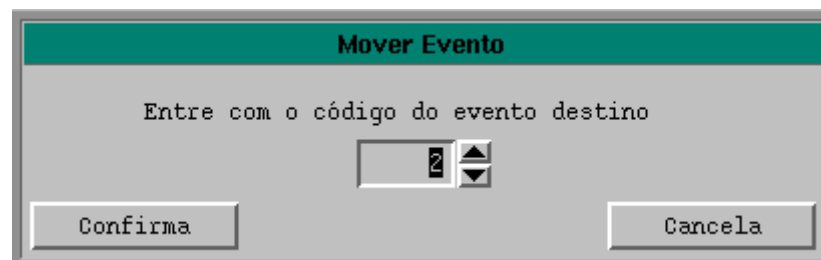 Mover Evento
Entre com o código do evento destino
2
Confirma
Cancela